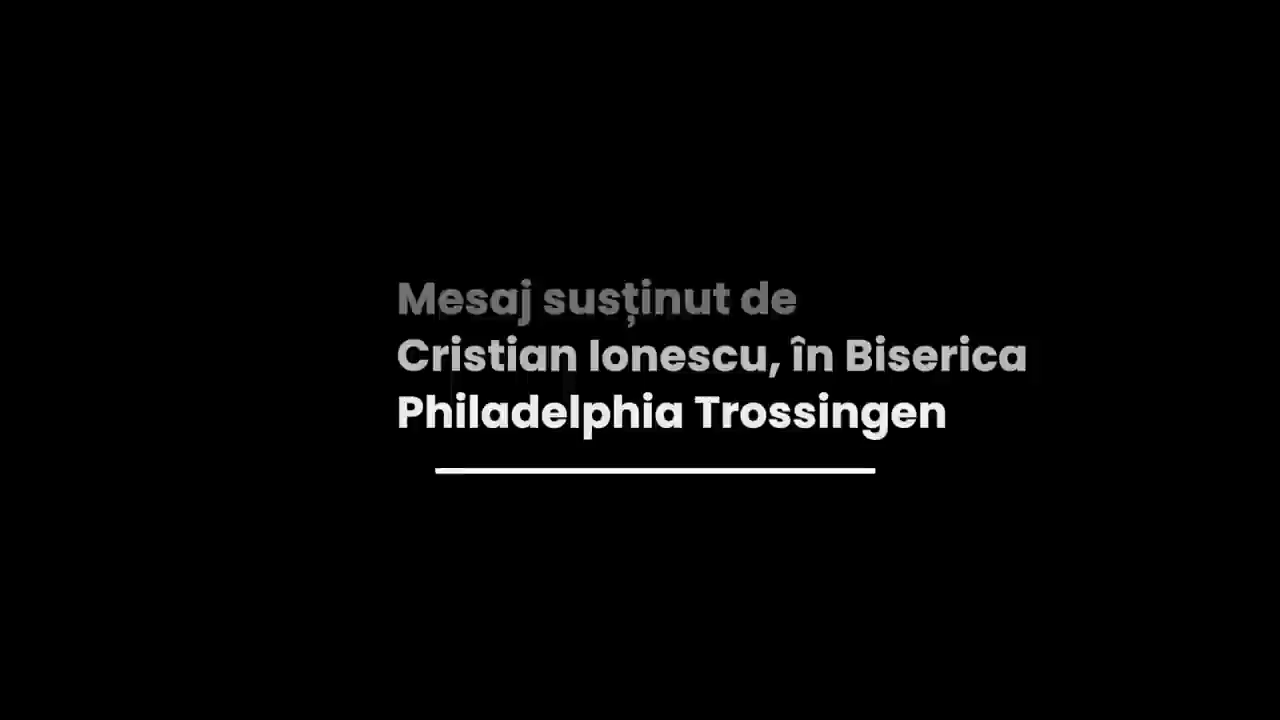 Mesaj susținut de
Cristian Ionescu, în Biserica
Philadelphia Trossingen